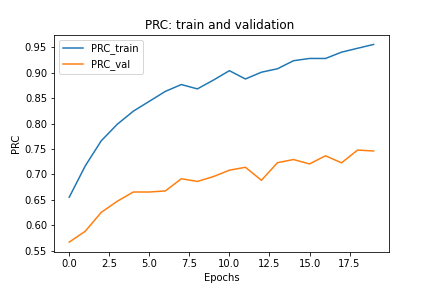 PRC: train and validation
PRC_train
PRC_val
PRC
0.95
0.90
0.85
0.80
0.75
0.70
0.65
0.60
0.55
0.0 2.5 5.0 7.5 10.0 12.5 15.0 17.5
Epochs